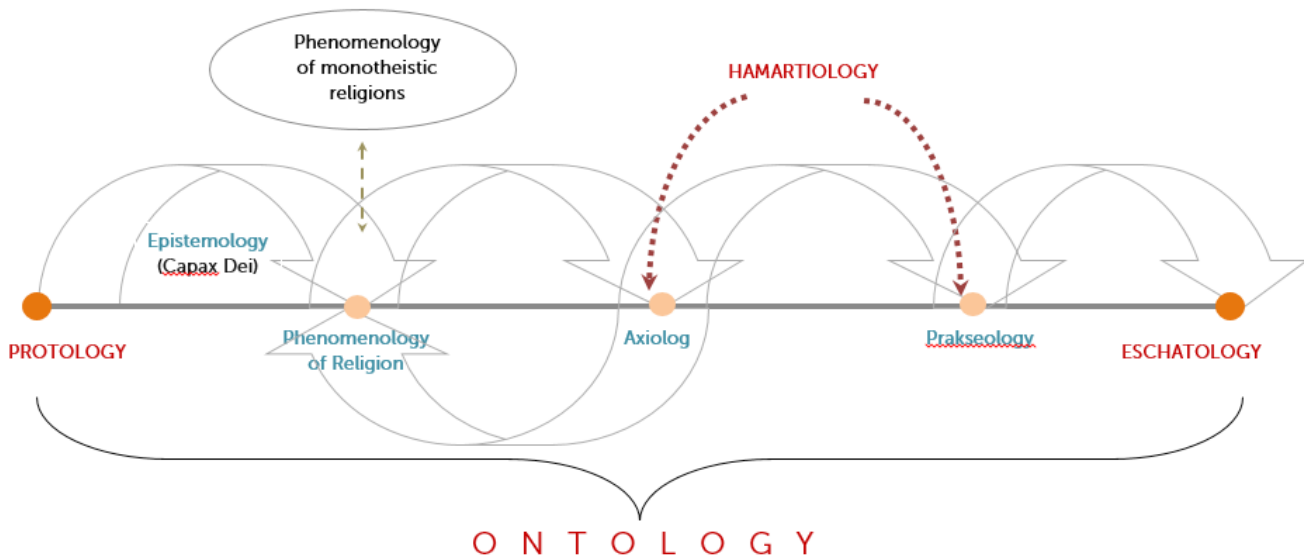 Phenomenology
of monotheistic
religions
HAMARTIOLOGY
Epistemology
(Capax Dei)
PROTOLOGY
Phenomenology
of Religion
Axiolog
Prakseology
ESCHATOLOGY
O N T O L O G Y